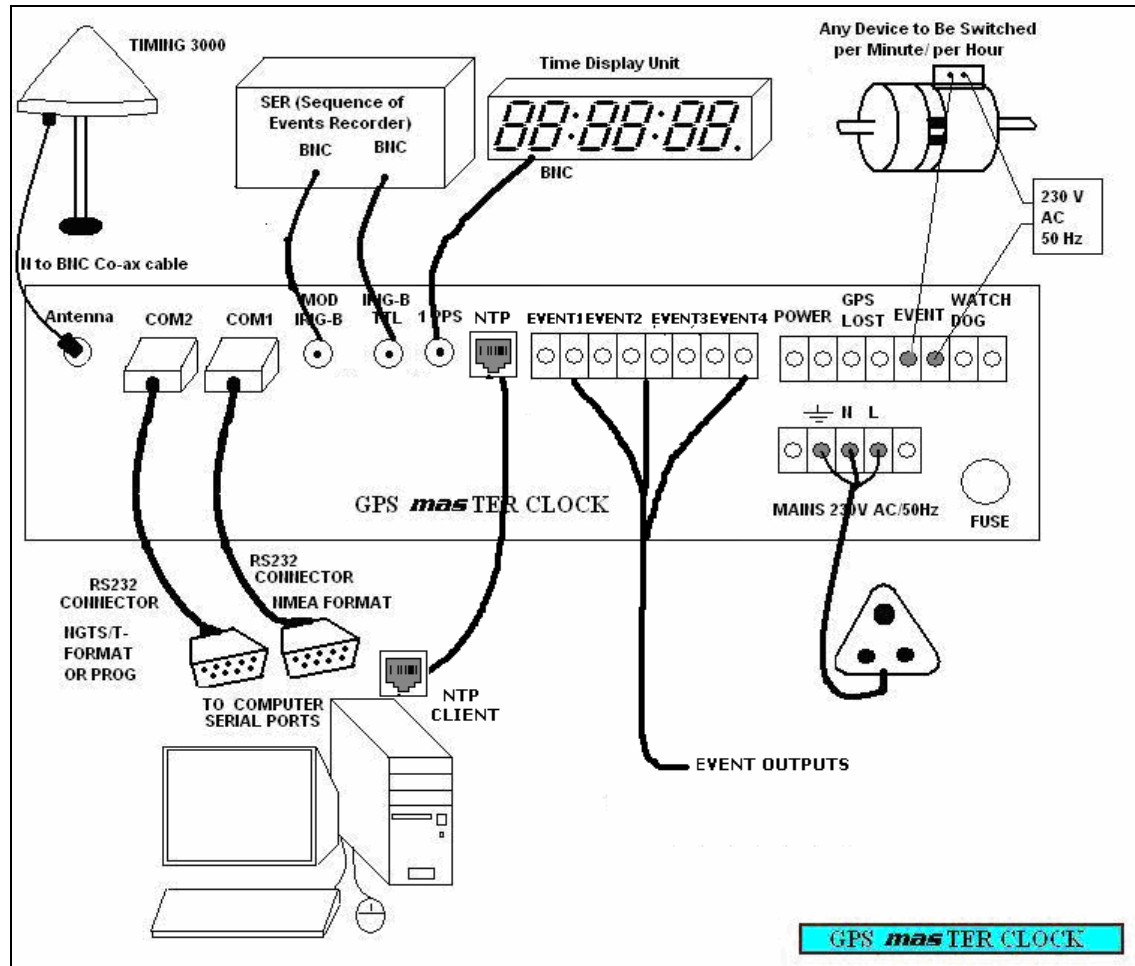 TIMING 3000
SER (Sequence of
Events Recorder)
BNC
BNC
Time Display Unit
88:88:88.
BNC
Any Device to Be Switched
per Minute/ per Hour
230 V
AC
50 Hz
N to BNC Co-ax cable
Antenna
COM2
COM1
MOD
IRIG-B
IRIG-B
TTL
1 PPS
NTP
EVENT1
EVENT2
EVENT3
EVENT4
POWER
GPS
LOST
EVENT
WATCH
DOG
N
L
MAINS 230V AC/50Hz
FUSE
GPS masTER CLOCK
RS232
CONNECTOR
NGTS/T-
FORMAT
OR PROG
RS232
CONNECTOR
NMEA FORMAT
TO COMPUTER
SERIAL PORTS
NTP
CLIENT
EVENT OUTPUTS
GPS masTER CLOCK